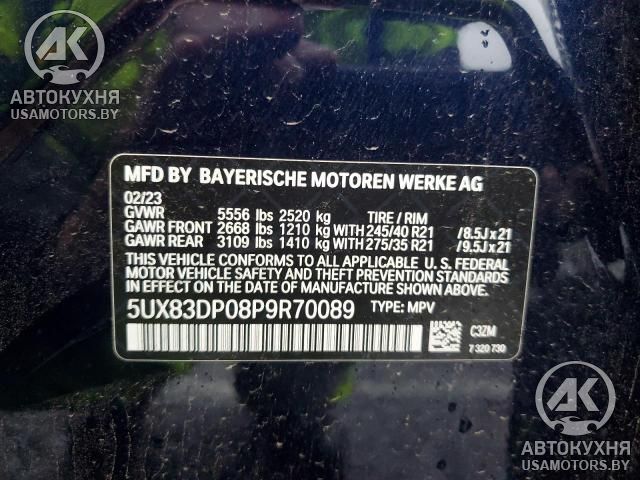 AK
АВТОКУХНЯ
USAMOTORS.BY
MFD BY BAYERISCHE MOTOREN WERKE AG
02/23
GVWR 5556 lbs 2520 kg TIRE / RIM
GAWR FRONT 2668 lbs 1210 kg WITH 245/40 R21 /8.5J x 21
GAWR REAR 3109 lbs 1410 kg WITH 275/35 R21 /9.5J x 21
THIS VEHICLE CONFORMS TO ALL APPLICABLE U. S. FEDERAL
MOTOR VEHICLE SAFETY AND THEFT PREVENTION STANDARDS
IN EFFECT ON THE DATE OF MANUFACTURE SHOWN ABOVE.
5UX83DP08P9R70089 TYPE: MPV
C3ZM
7 320 730
AK
АВТОКУХНЯ
USAMOTORS.BY